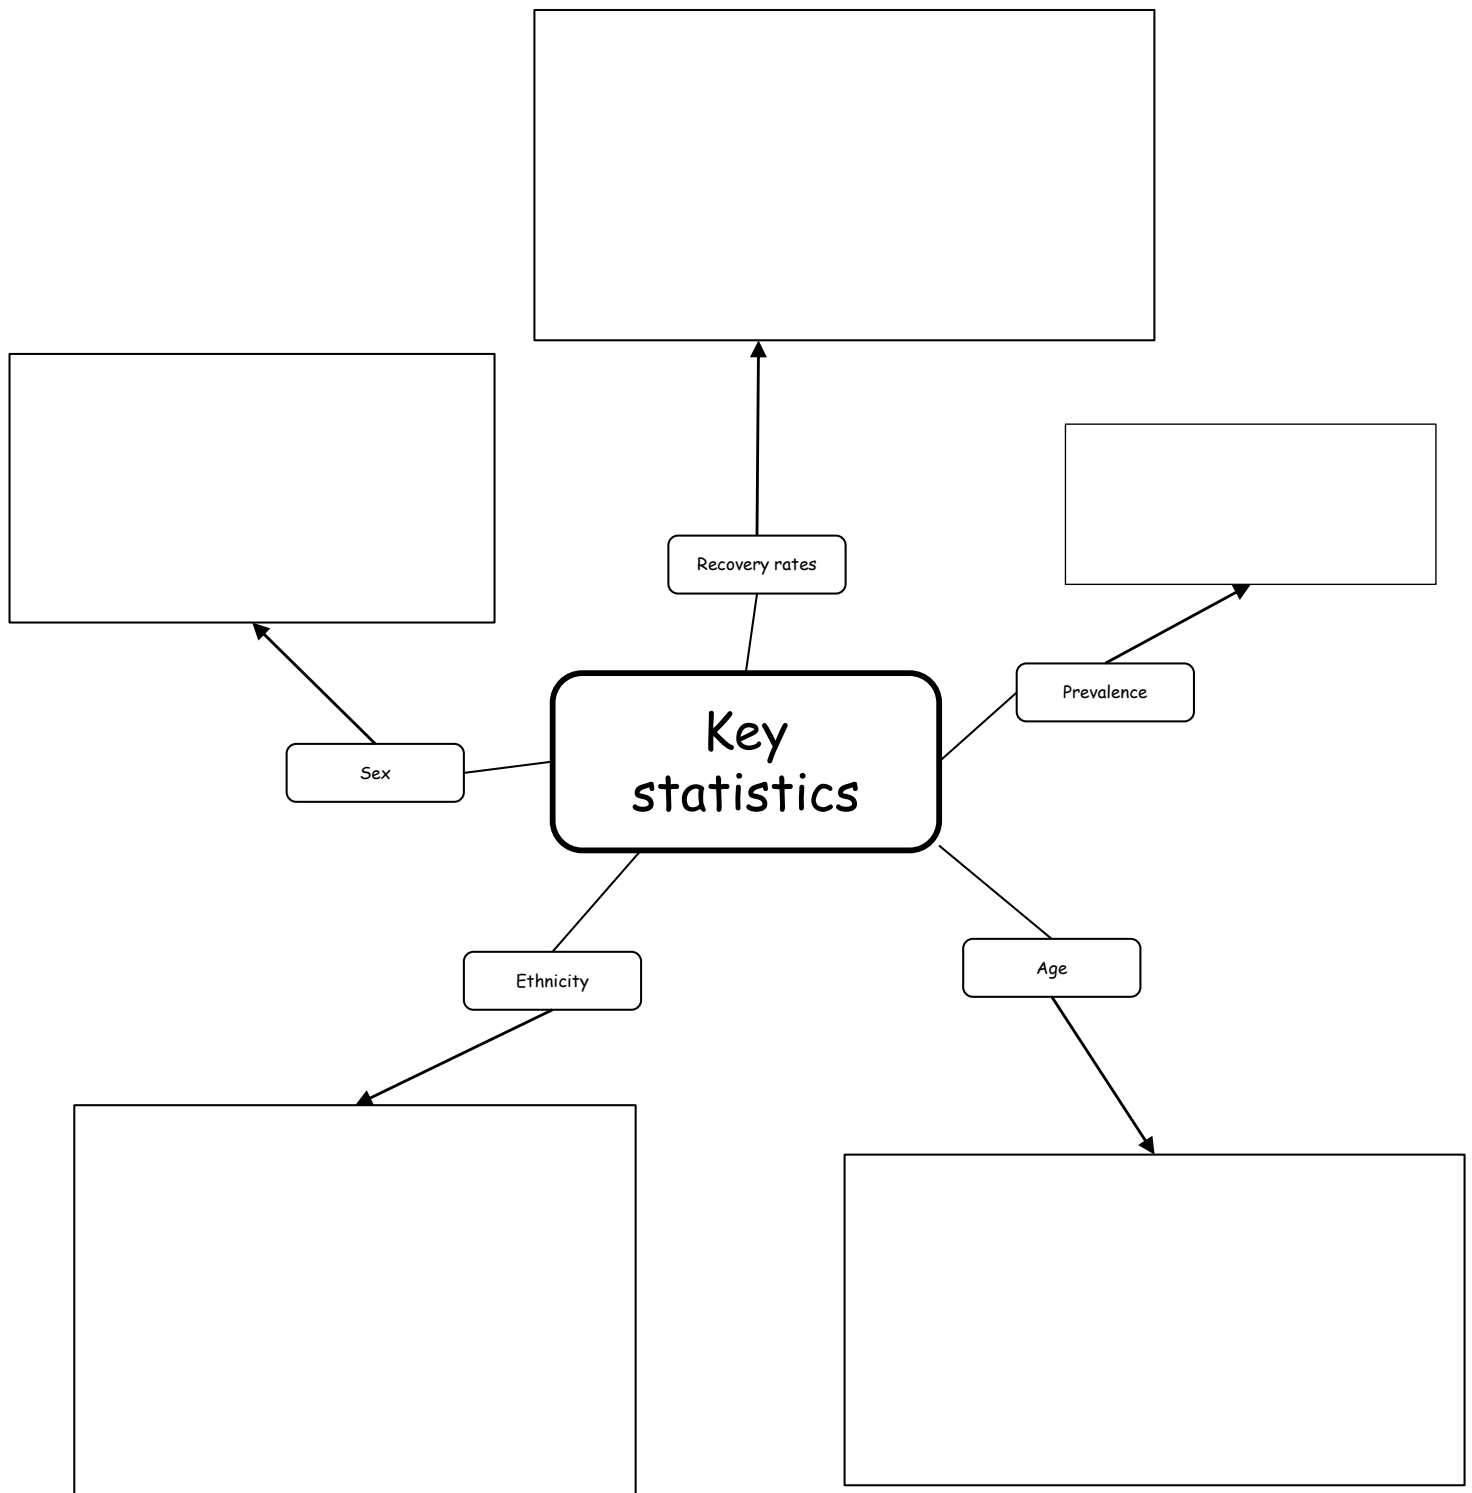 Recovery rates
Prevalence
Key
statistics
Sex
Ethnicity
Age